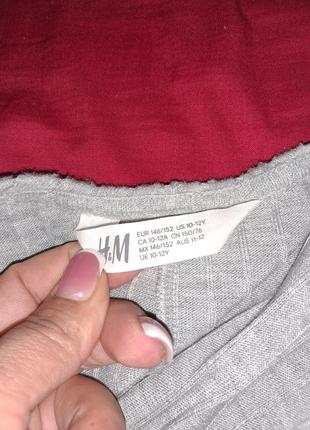 H&M
EUR 146/152 US 10-12Y
CA 10-12A CN 150/76
MX 146/152 AUS 11-12
UK 10-12Y